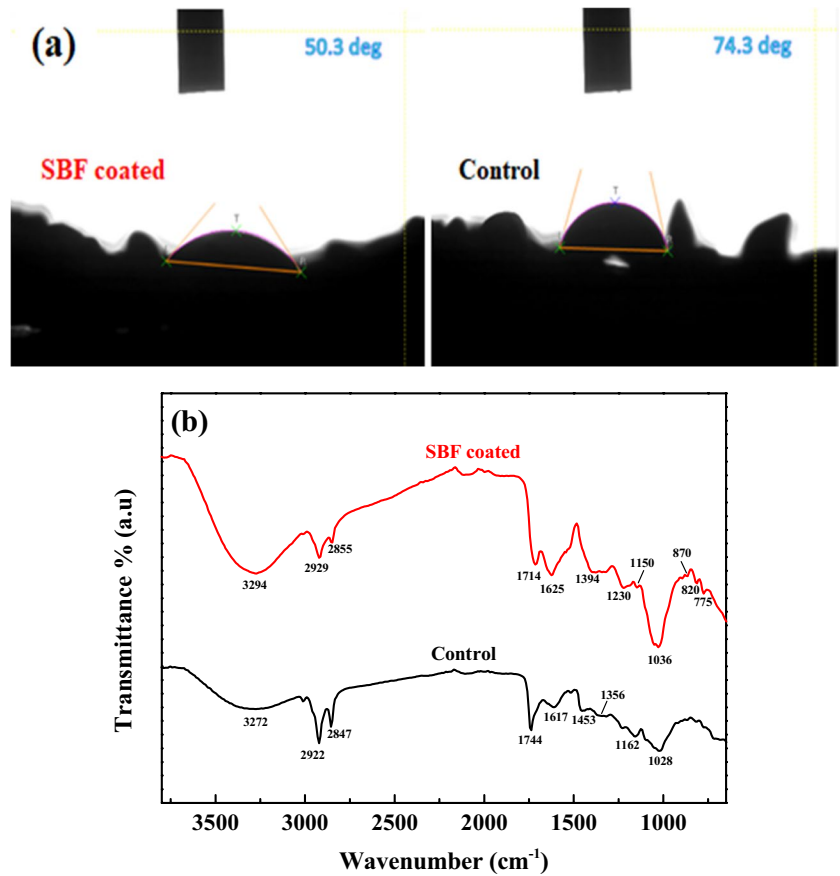 (a)
50.3 deg
SBF coated
T
74.3 deg
Control
T
(b)
SBF coated
3294
2929
2855
1714
1625
1394
1230
1150
1036
870
820
775
Control
3272
2922
2847
1744
1617
1453
1356
1162
1028
Transmittance % (a.u)
3500 3000 2500 2000 1500 1000
Wavenumber (cm⁻¹)